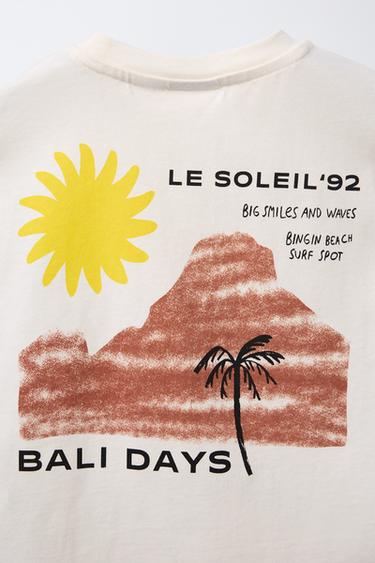 LE SOLEIL '92
BIG SMILES AND WAVES
BINGIN BEACH
SURF SPOT
BALI DAYS